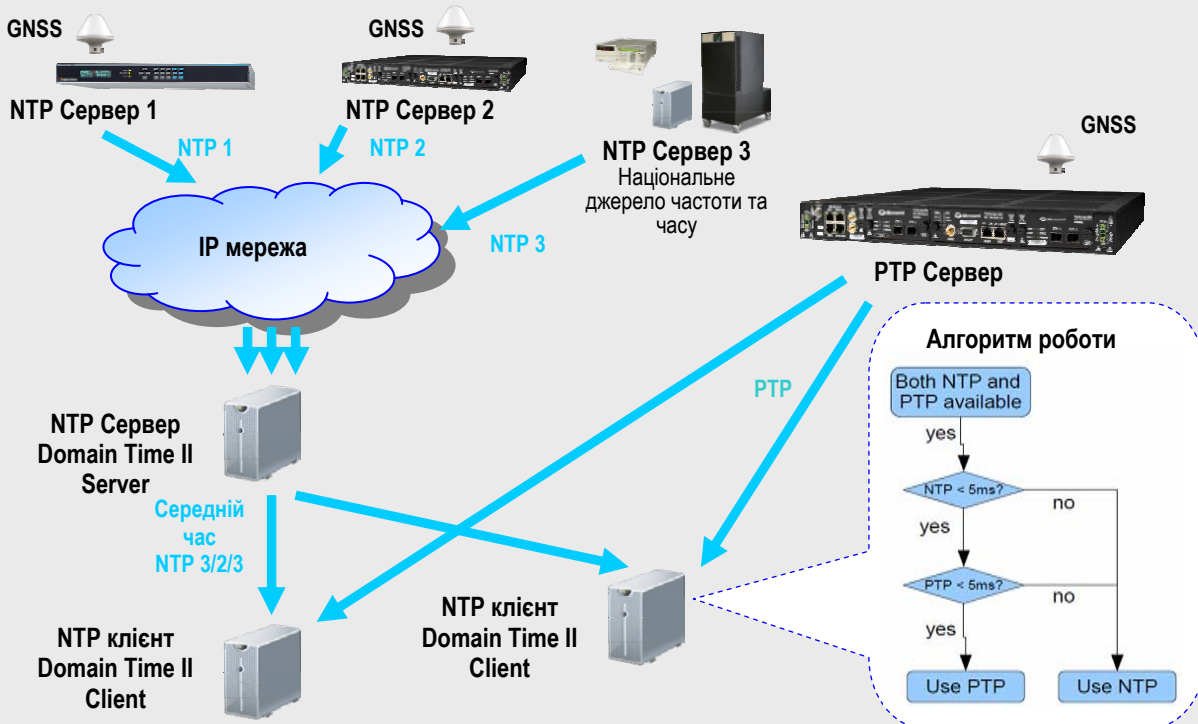 GNSS
NTP Сервер 1
GNSS
NTP Сервер 2
NTP Сервер 3
Національне
джерело частоти та
часу
GNSS
PTP Сервер
NTP 1
NTP 2
NTP 3
IP мережа
NTP Сервер
Domain Time II
Server
Середній
час
NTP 3/2/3
PTP
NTP клієнт
Domain Time II
Client
NTP клієнт
Domain Time II
Client
Алгоритм роботи
Both NTP and
PTP available
yes
NTP < 5ms?
no
yes
PTP < 5ms?
no
yes
Use PTP
Use NTP